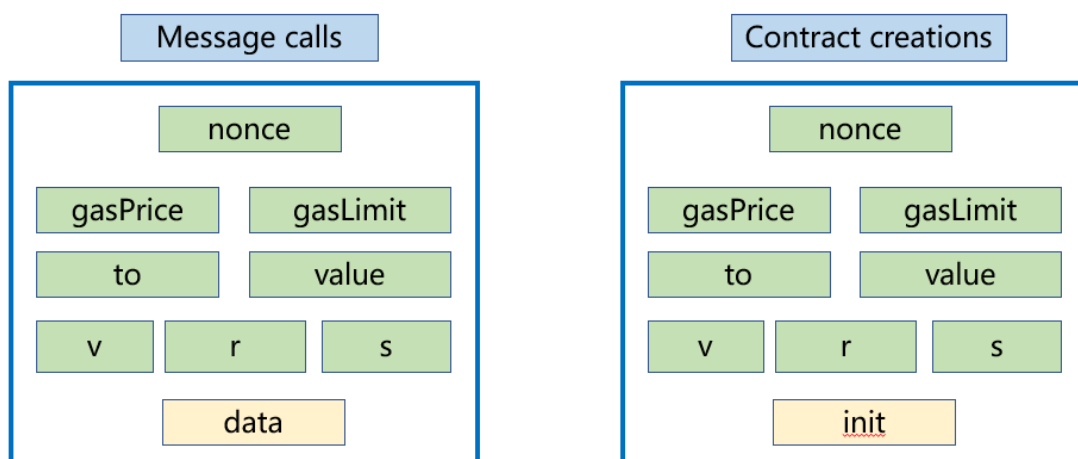 Message calls
nonce
gasPrice gasLimit
to value
v r s
data
Contract creations
nonce
gasPrice gasLimit
to value
v r s
init